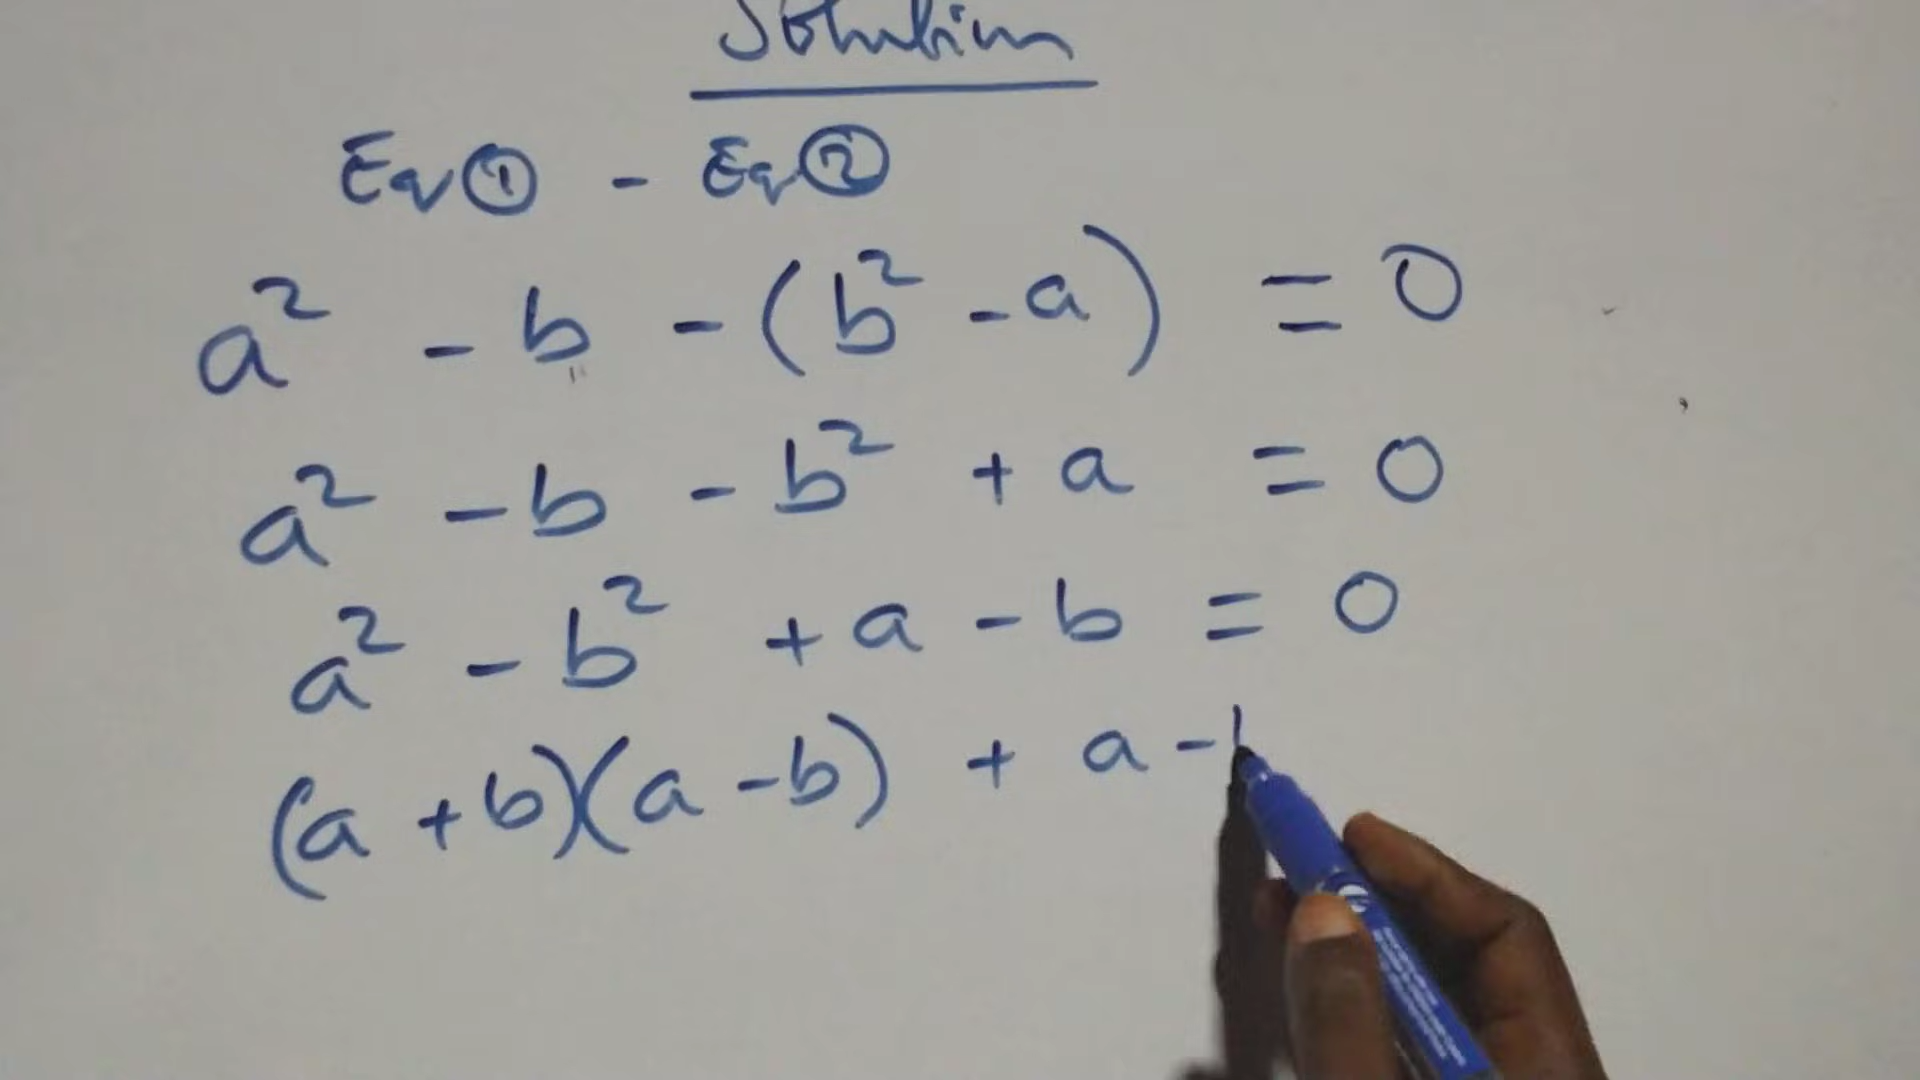 Solution
Eq① - Eq②
a² - b - (b² - a) = 0
a² - b - b² + a = 0
a² - b² + a - b = 0
(a + b)(a - b) + a -